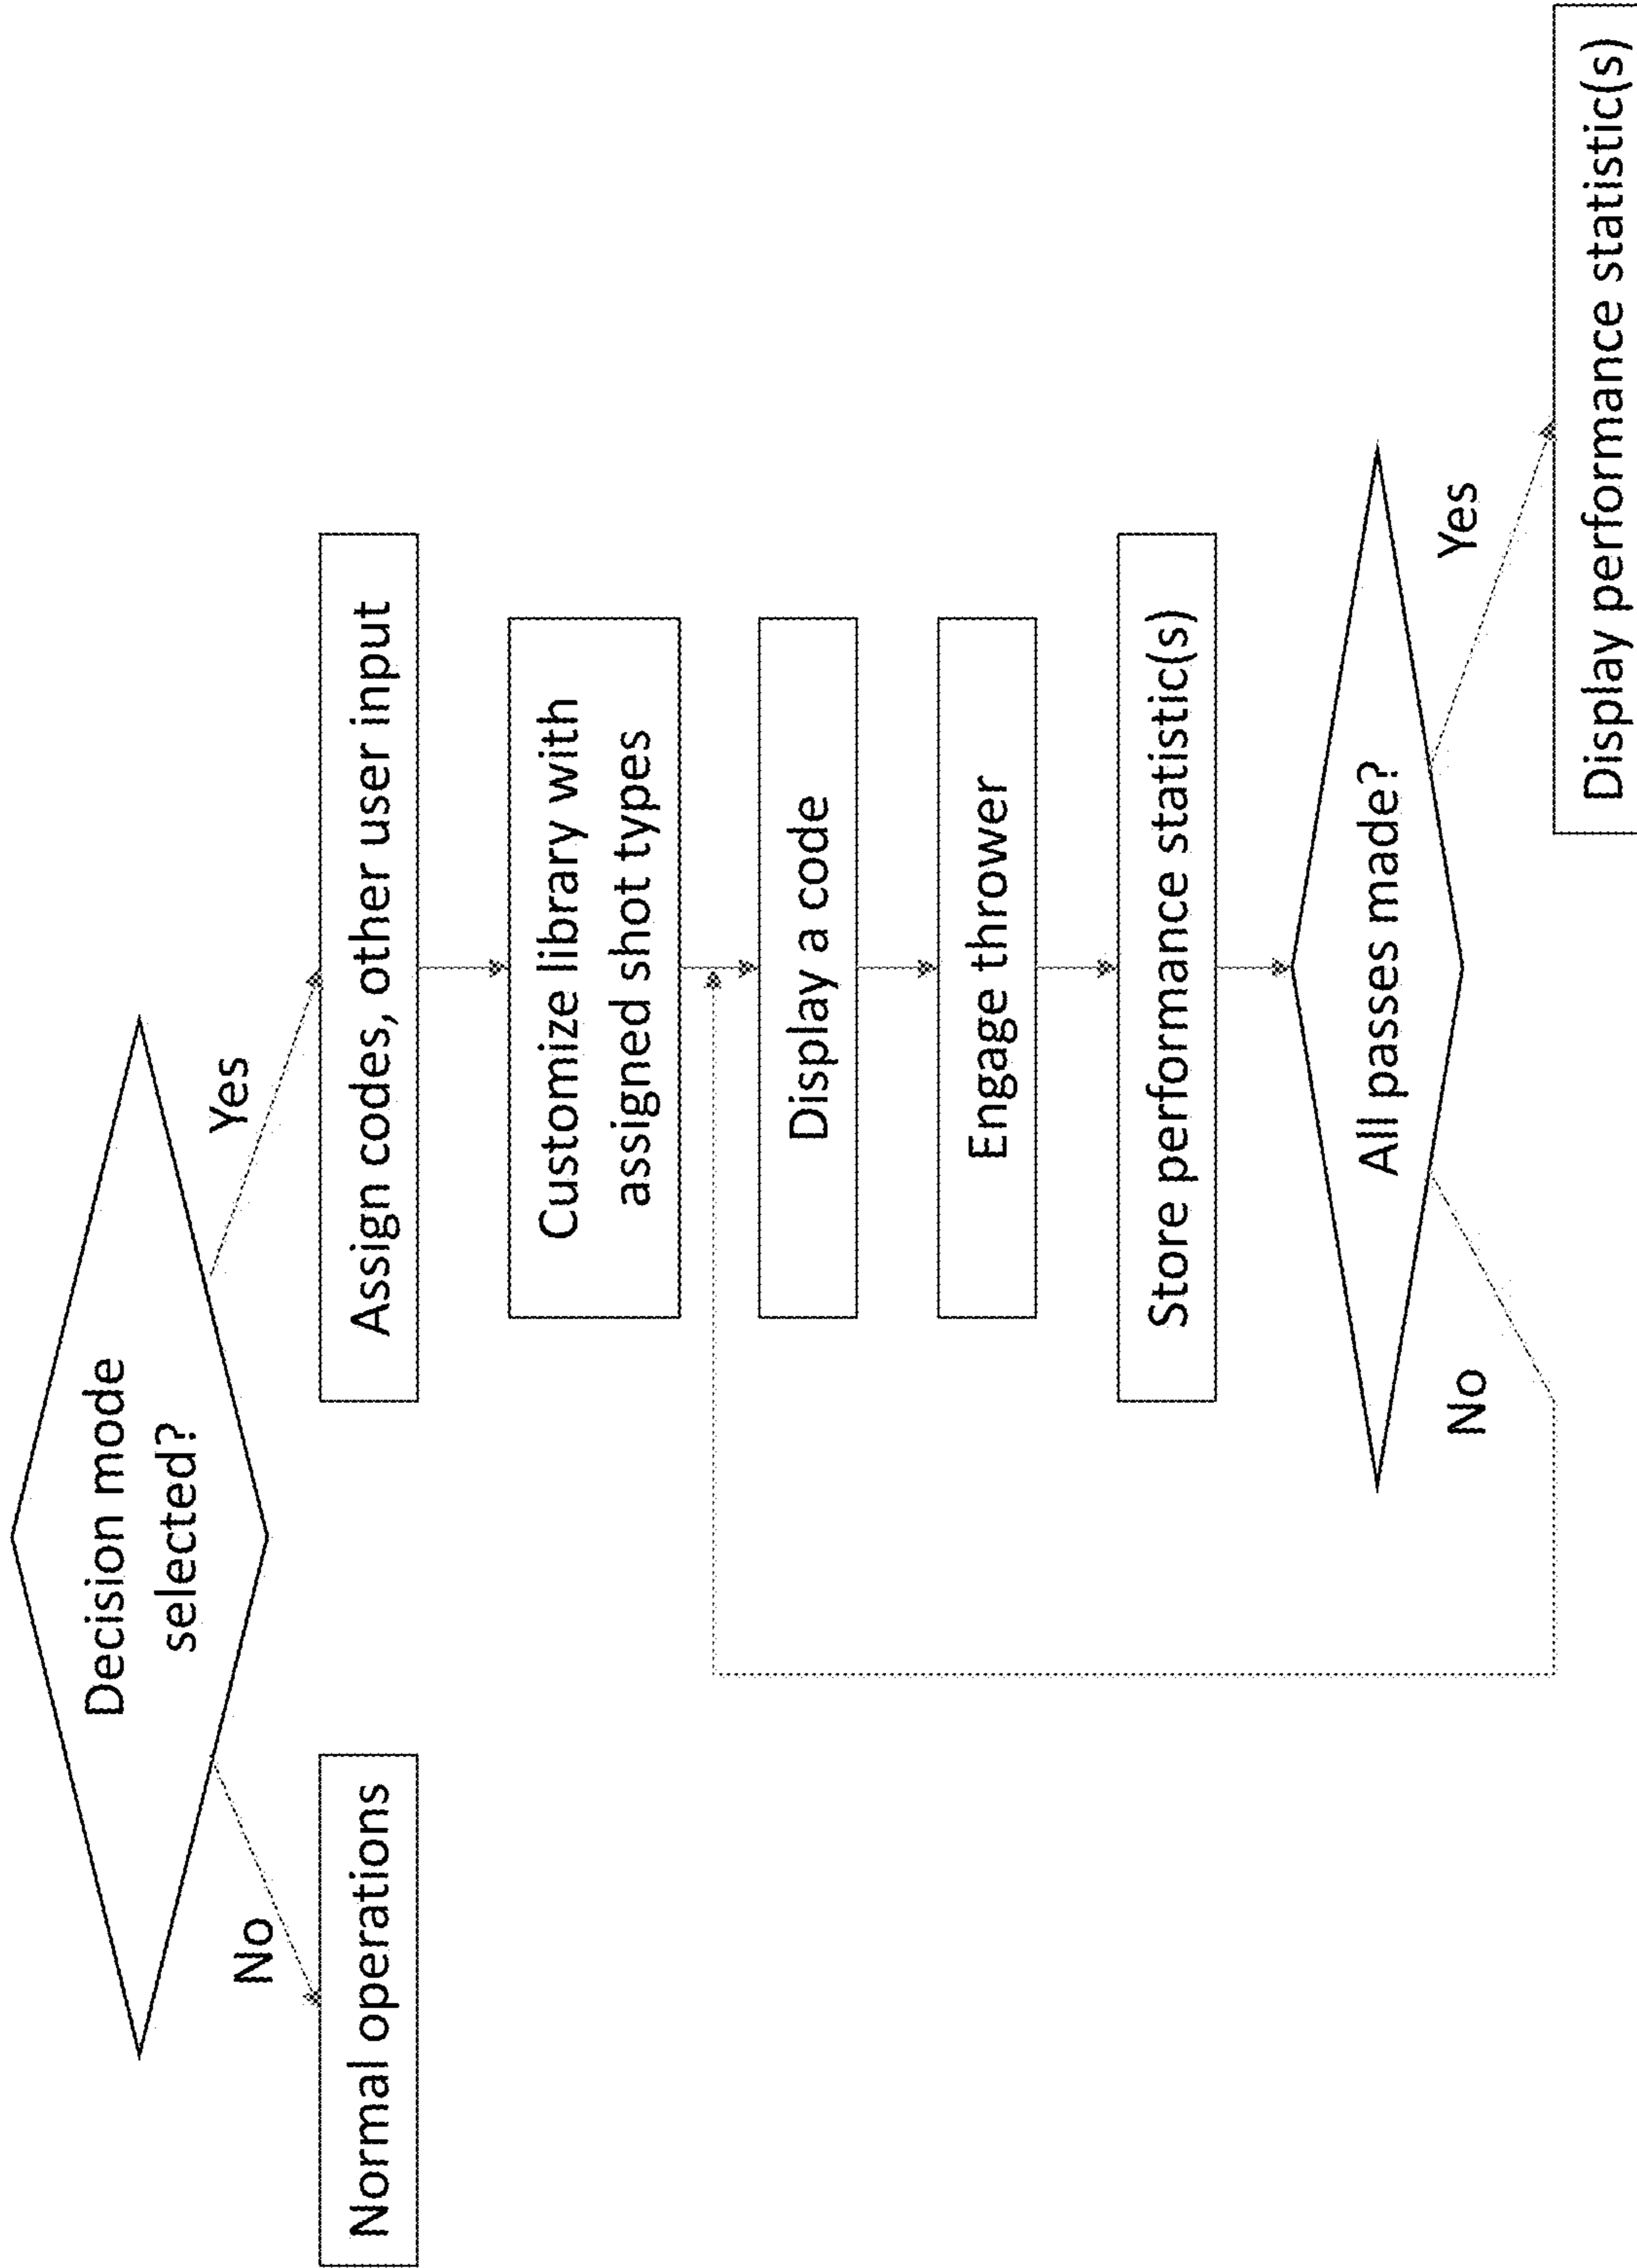 Decision mode
selected?
No
Yes
Normal operations
Assign codes, other user input
Customize library with
assigned shot types
Display a code
Engage thrower
Store performance statistic(s)
All passes made?
No
Yes
Display performance statistic(s)